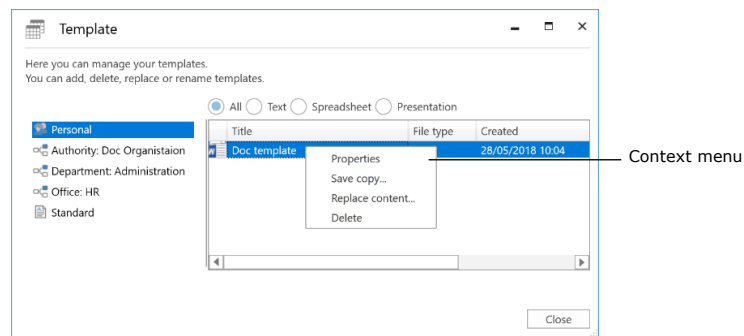 Template
Here you can manage your templates.
You can add, delete, replace or rename templates.
All Text Spreadsheet Presentation
Personal
Authority: Doc Organistaion
Department: Administration
Office: HR
Standard
Title File type Created
Doc template 28/05/2018 10:04
Properties
Save copy...
Replace content...
Delete
Context menu
Close